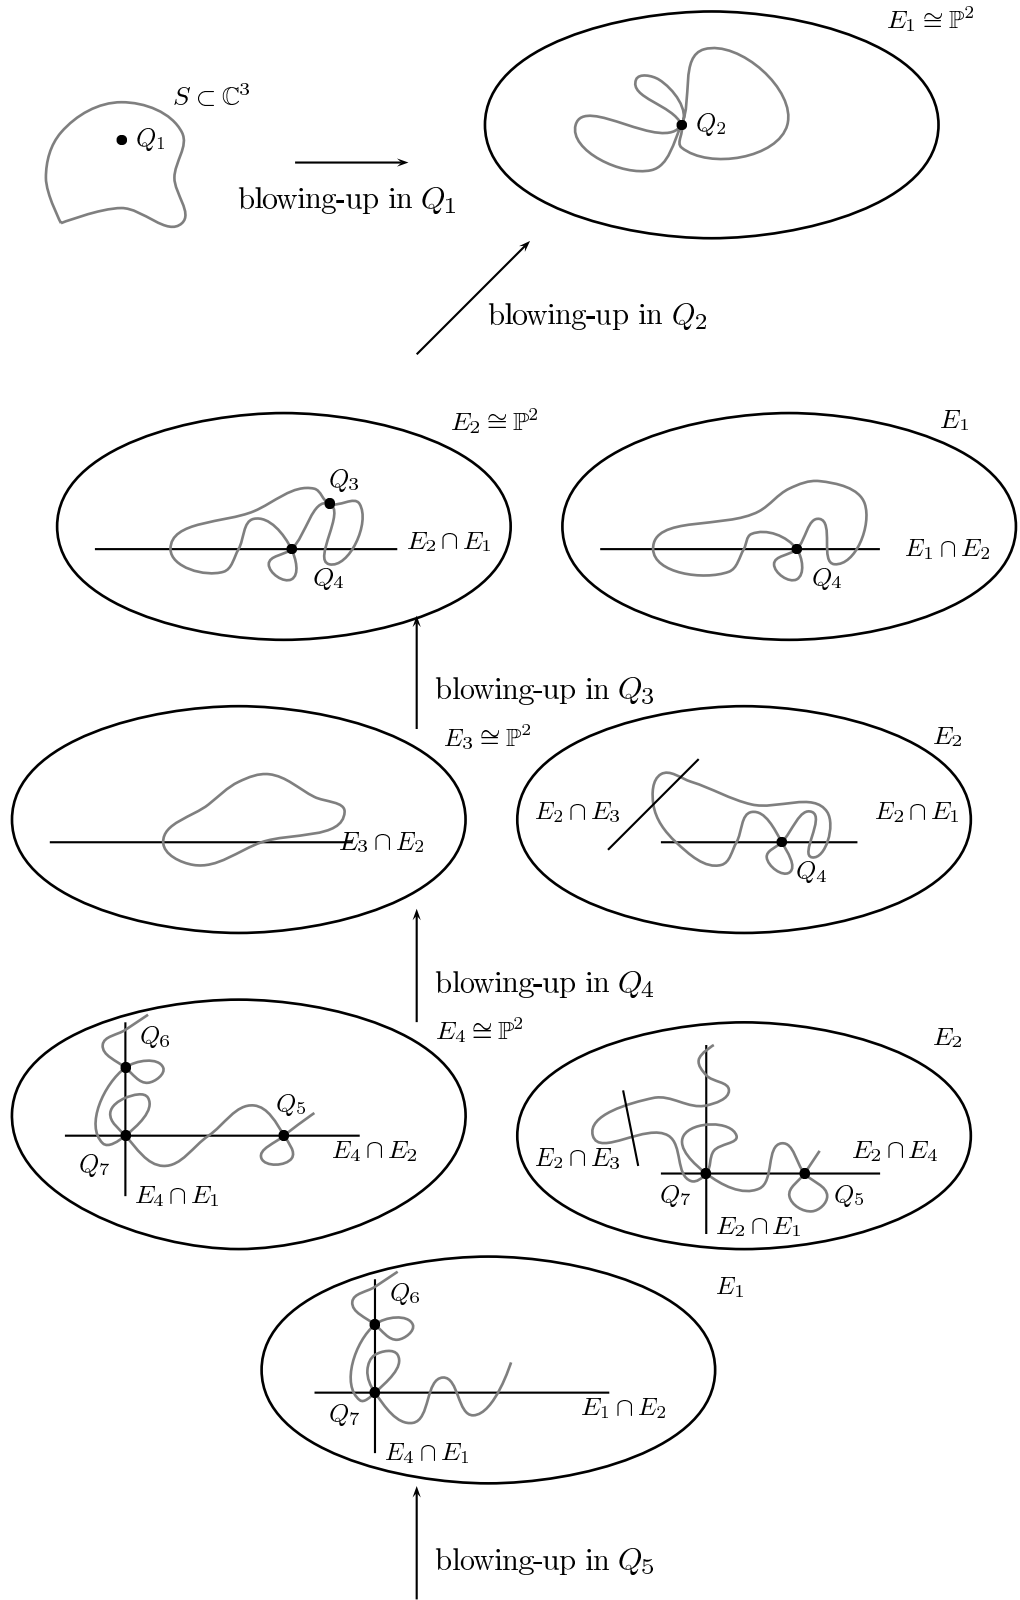 E₁ ≅ ℙ²
S ⊂ ℂ³
Q₁
Q₂
blowing-up in Q₁
blowing-up in Q₂
E₂ ≅ ℙ²
E₁
Q₃
E₂ ∩ E₁
E₁ ∩ E₂
Q₄
Q₄
blowing-up in Q₃
E₃ ≅ ℙ²
E₂
E₂ ∩ E₃
E₂ ∩ E₁
E₃ ∩ E₂
Q₄
blowing-up in Q₄
E₄ ≅ ℙ²
E₂
Q₆
Q₅
E₄ ∩ E₂
Q₇
E₄ ∩ E₁
E₂ ∩ E₃
E₂ ∩ E₄
Q₇
Q₅
E₂ ∩ E₁
E₁
Q₆
Q₇
E₁ ∩ E₂
E₄ ∩ E₁
blowing-up in Q₅